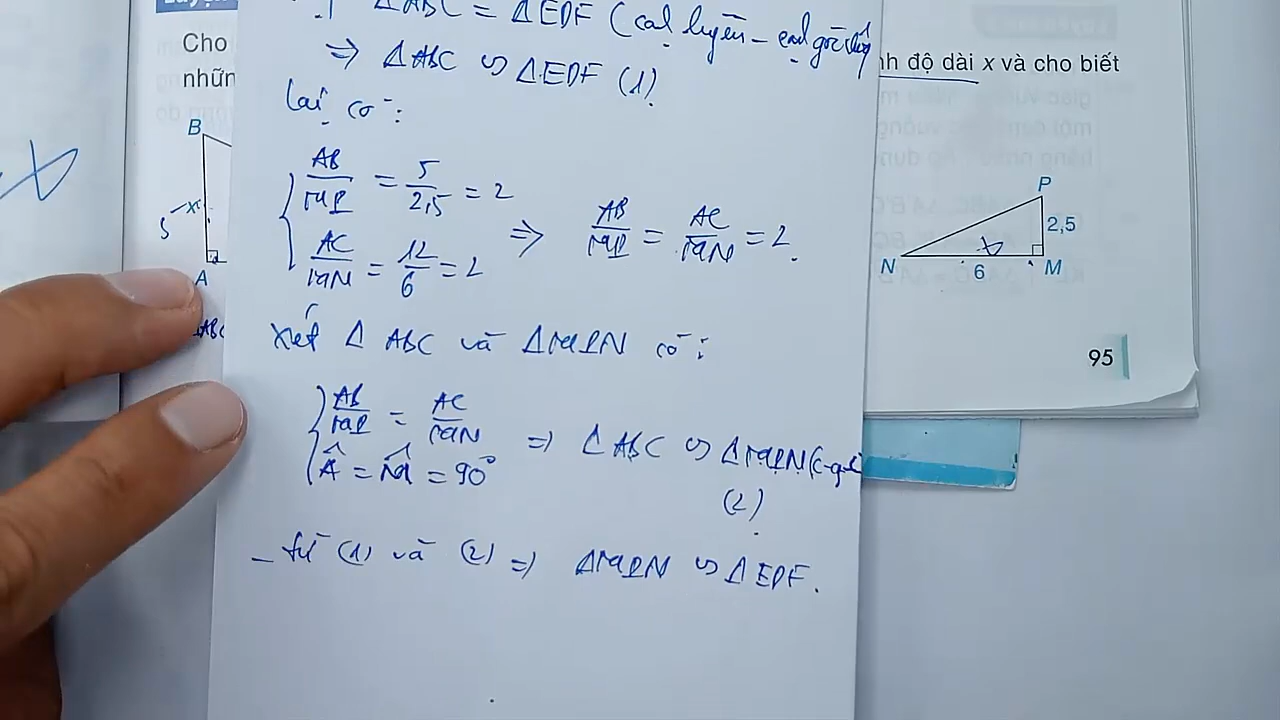 ΔABC = ΔEDF (cạnh huyền - cạnh góc vuông
=> ΔABC ∽ ΔEDF (1)
Lại có:
AB/MP = 5/2,5 = 2
AC/MN = 12/6 = 2
=> AB/MP = AC/MN = 2.
Xét ΔABC và ΔMPN có:
AB/MP = AC/MN
Â = M̂ = 90°
=> ΔABC ∽ ΔMPN (c-g-c
(2)
- từ (1) và (2) => ΔMPN ∽ ΔEDF.
Cho
nhữn
B
x
5
A
ABC
nh độ dài x và cho biết
P
2,5
N
6
M
95